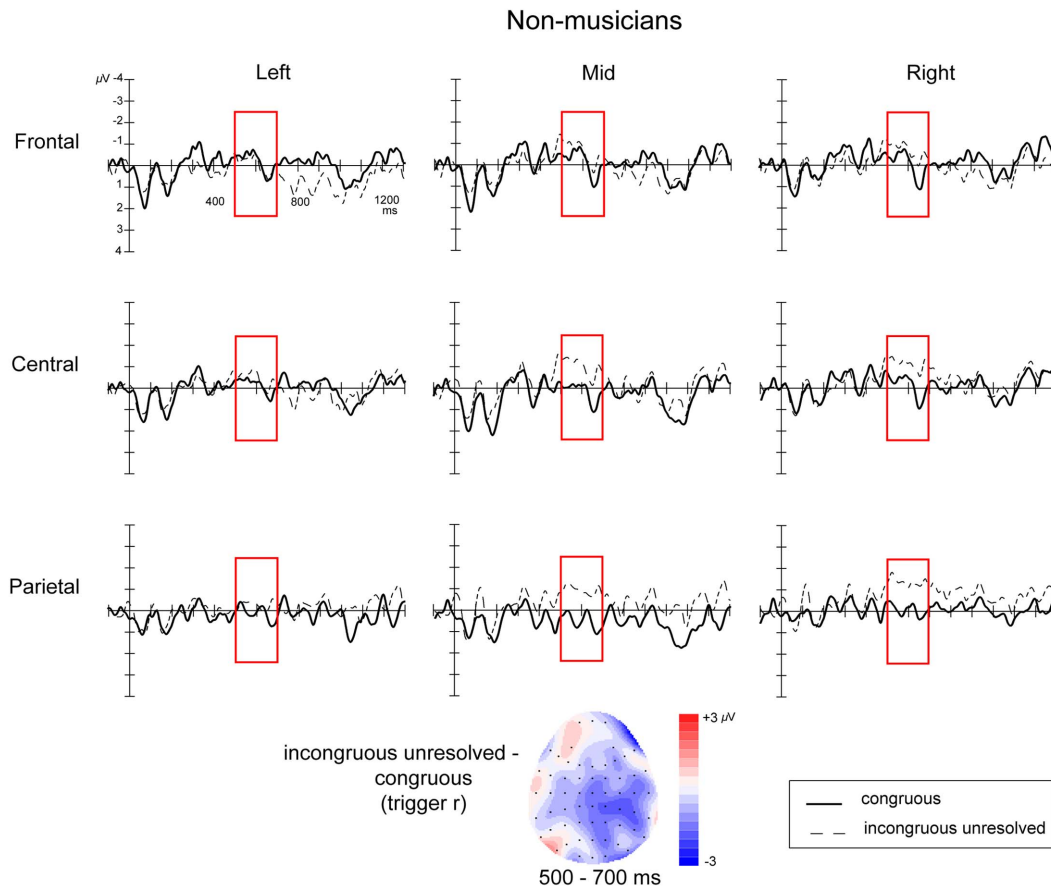 Non-musicians
Left
Mid
Right
µV -4
-3
-2
-1
1
2
3
4
400
800
1200
ms
Frontal
Central
Parietal
incongruous unresolved -
congruous
(trigger r)
+3 µV
-3
500 - 700 ms
congruous
incongruous unresolved